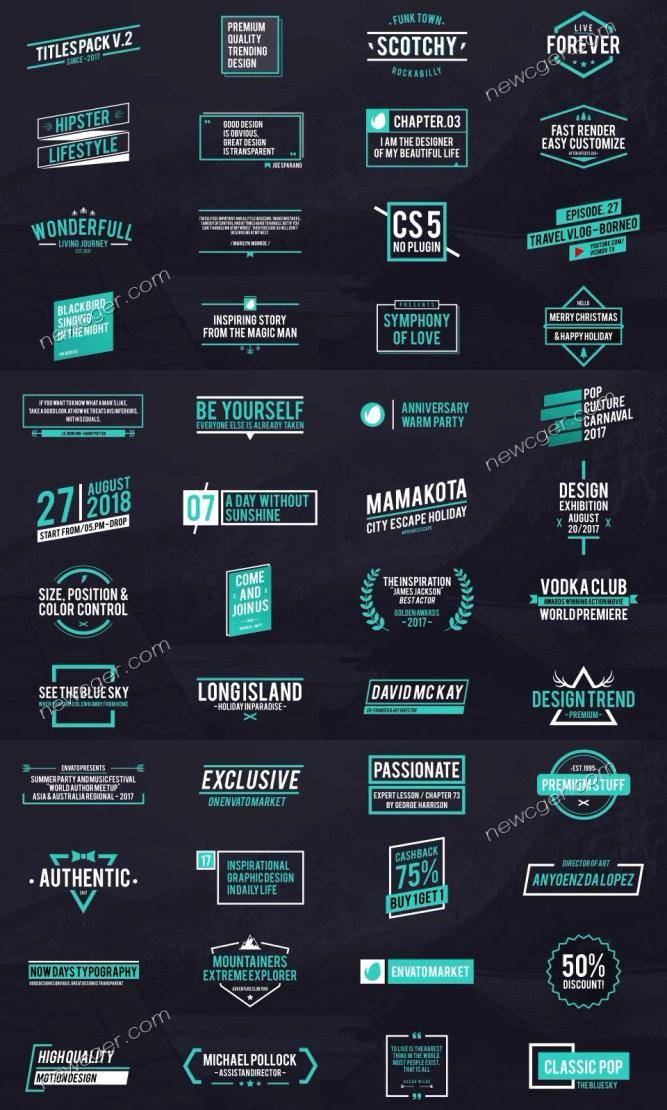 TITLES PACK V.2
SINCE - 2017
PREMIUM
QUALITY
TRENDING
DESIGN
- FUNK TOWN -
SCOTCHY
ROCKABILLY
LIVE
FOREVER
newcger.com
HIPSTER
LIFESTYLE
GOOD DESIGN
IS OBVIOUS,
GREAT DESIGN
IS TRANSPARENT
JOE SPARANO
CHAPTER.03
I AM THE DESIGNER
OF MY BEAUTIFUL LIFE
FAST RENDER
EASY CUSTOMIZE
WONDERFULL
LIVING JOURNEY
EST. 2017
/ MARILYN MONROE /
CS 5
NO PLUGIN
EPISODE. 27
TRAVEL VLOG - BORNEO
YOUTUBE.COM/
VISMOV TV
BLACKBIRD
SINGING
IN THE NIGHT
newcger.com
INSPIRING STORY
FROM THE MAGIC MAN
PRESENTS
SYMPHONY
OF LOVE
HELLO
MERRY CHRISTMAS
& HAPPY HOLIDAY
IF YOU WANT TO KNOW WHAT A MAN'S LIKE,
TAKE A GOOD LOOK AT HOW HE TREATS HIS INFERIORS,
NOT HIS EQUALS.
J.K. ROWLING - HARRY POTTER
BE YOURSELF
EVERYONE ELSE IS ALREADY TAKEN
ANNIVERSARY
WARM PARTY
POP
CULTURE
CARNAVAL
2017
newcger.com
27
AUGUST
2018
START FROM/05.PM-DROP
07
A DAY WITHOUT
SUNSHINE
MAMAKOTA
CITY ESCAPE HOLIDAY
DESIGN
EXHIBITION
AUGUST
20/2017
SIZE, POSITION &
COLOR CONTROL
COME
AND
JOIN US
THE INSPIRATION
"JAMES JACKSON"
BEST ACTOR
GOLDEN AWARDS
- 2017 -
VODKA CLUB
AWARDS WINNING ACTION MOVIE
WORLD PREMIERE
SEE THE BLUE SKY
newcger.com
LONG ISLAND
- HOLIDAY IN PARADISE -
DAVID MC KAY
CO-FOUNDER & ART DIRECTOR
DESIGN TREND
- PREMIUM -
ENVATO PRESENTS
SUMMER PARTY AND MUSIC FESTIVAL
"WORLD AUTHOR MEETUP"
ASIA & AUSTRALIA REGIONAL - 2017
EXCLUSIVE
ON ENVATO MARKET
PASSIONATE
EXPERT LESSON / CHAPTER 73
BY GEORGE HARRISON
• EST. 1995 •
PREMIUM STUFF
newcger.com
• AUTHENTIC •
2017
17
INSPIRATIONAL
GRAPHIC DESIGN
IN DAILY LIFE
CASHBACK
75%
BUY 1 GET 1
DIRECTOR OF ART
ANYOENZ DA LOPEZ
NOW DAYS TYPOGRAPHY
GOOD DESIGN IS OBVIOUS. GREAT DESIGN IS TRANSPARENT
MOUNTAINERS
EXTREME EXPLORER
ADVENTURE CLUB 1995
ENVATO MARKET
50%
DISCOUNT!
HIGH QUALITY
MOTION DESIGN
newcger.com
MICHAEL POLLOCK
- ASSISTAN DIRECTOR -
TO LIVE IS THE RAREST
THING IN THE WORLD.
MOST PEOPLE EXIST,
THAT IS ALL
OSCAR WILDE
CLASSIC POP
THE BLUE SKY